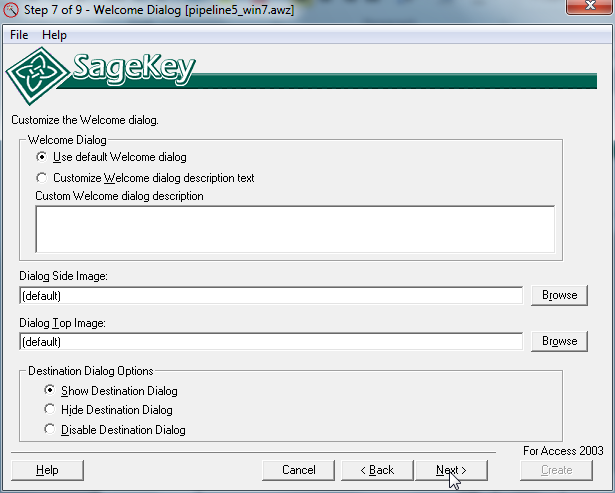 Step 7 of 9 - Welcome Dialog [pipeline5_win7.awz]
File Help
SageKey
Customize the Welcome dialog.
Welcome Dialog
Use default Welcome dialog
Customize Welcome dialog description text
Custom Welcome dialog description
Dialog Side Image:
(default)
Browse
Dialog Top Image:
(default)
Browse
Destination Dialog Options
Show Destination Dialog
Hide Destination Dialog
Disable Destination Dialog
For Access 2003
Help Cancel < Back Next > Create